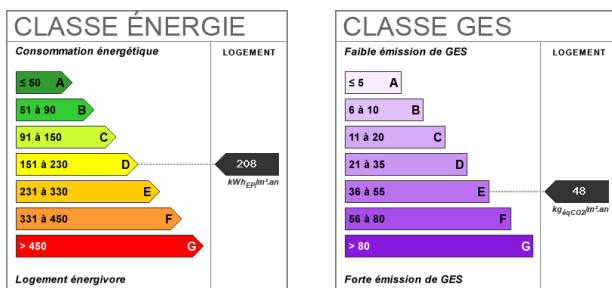 CLASSE ÉNERGIE
Consommation énergétique
LOGEMENT
≤ 50 A
51 à 90 B
91 à 150 C
151 à 230 D
208
kWhEP/m².an
231 à 330 E
331 à 450 F
> 450 G
Logement énergivore
CLASSE GES
Faible émission de GES
LOGEMENT
≤ 5 A
6 à 10 B
11 à 20 C
21 à 35 D
36 à 55 E
48
kgéqCO2/m².an
56 à 80 F
> 80 G
Forte émission de GES